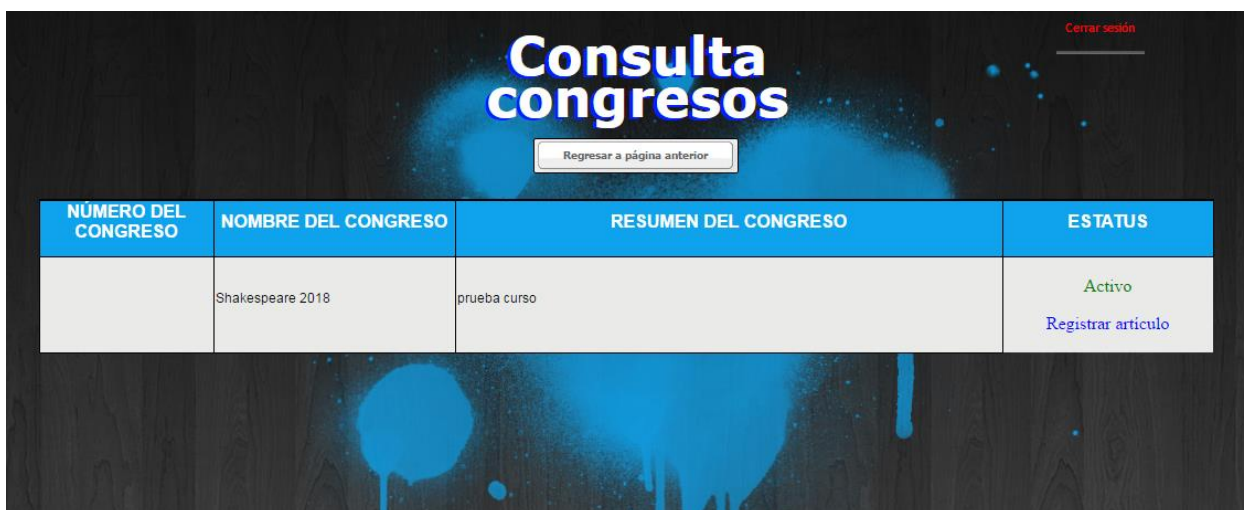 Cerrar sesión
Consulta
congresos
Regresar a página anterior
NÚMERO DEL
CONGRESO
NOMBRE DEL CONGRESO
RESUMEN DEL CONGRESO
ESTATUS
Shakespeare 2018
prueba curso
Activo
Registrar artículo